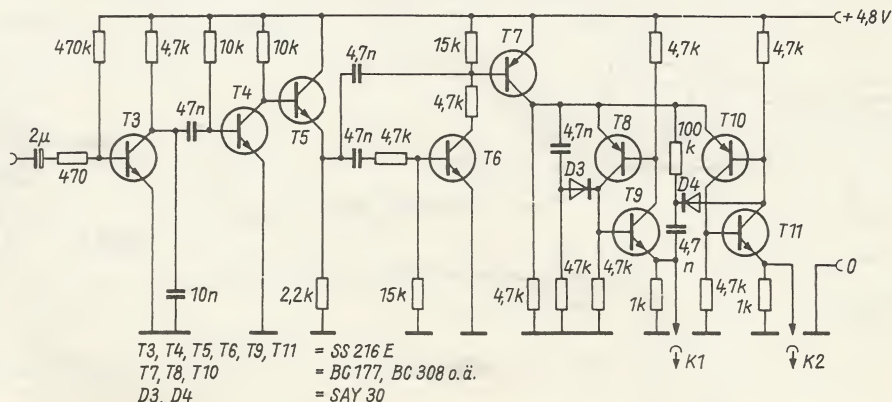 470k 4,7k 10k 10k 15k T7 4,7k 4,7k + 4,8 V
4,7n
2µ T3 47n T4 T5 4,7k 4,7n T8 100 k T10
470 47n 4,7k T6 D3 D4
T9 4,7 n T11
10n 2,2k 15k 4,7k 47k 4,7k 1k 4,7k 1k 0
K1 K2
T3, T4, T5, T6, T9, T11 = SS 216 E
T7, T8, T10 = BC 177, BC 308 o.ä.
D3, D4 = SAY 30